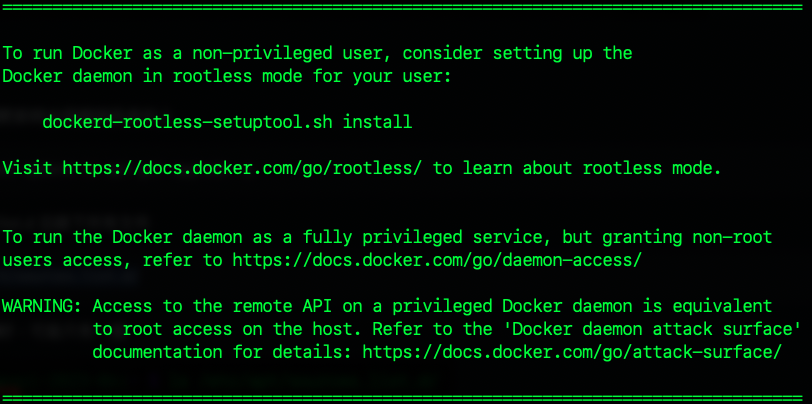 ================================================================================
To run Docker as a non-privileged user, consider setting up the
Docker daemon in rootless mode for your user:
dockerd-rootless-setuptool.sh install
Visit https://docs.docker.com/go/rootless/ to learn about rootless mode.
To run the Docker daemon as a fully privileged service, but granting non-root
users access, refer to https://docs.docker.com/go/daemon-access/
WARNING: Access to the remote API on a privileged Docker daemon is equivalent
to root access on the host. Refer to the 'Docker daemon attack surface'
documentation for details: https://docs.docker.com/go/attack-surface/
================================================================================